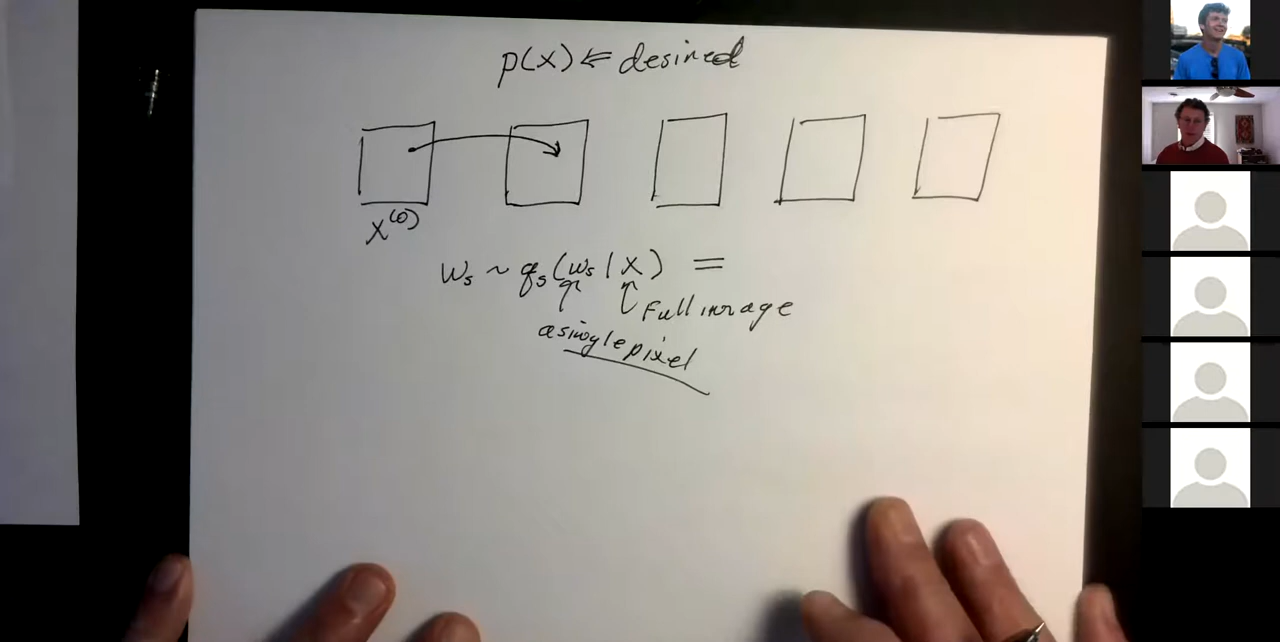 p(x) ⇐ desired
X^(0)
W_s ~ q_s(w_s | X) =
full image
a single pixel